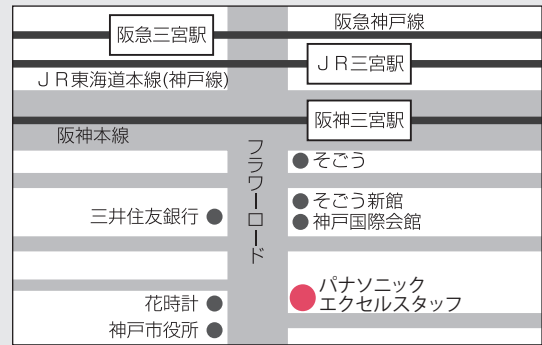 阪急三宮駅
阪急神戸線
JR三宮駅
JR東海道本線(神戸線)
阪神三宮駅
阪神本線
フラワーロード
そごう
そごう新館
三井住友銀行
神戸国際会館
パナソニック
エクセルスタッフ
花時計
神戸市役所